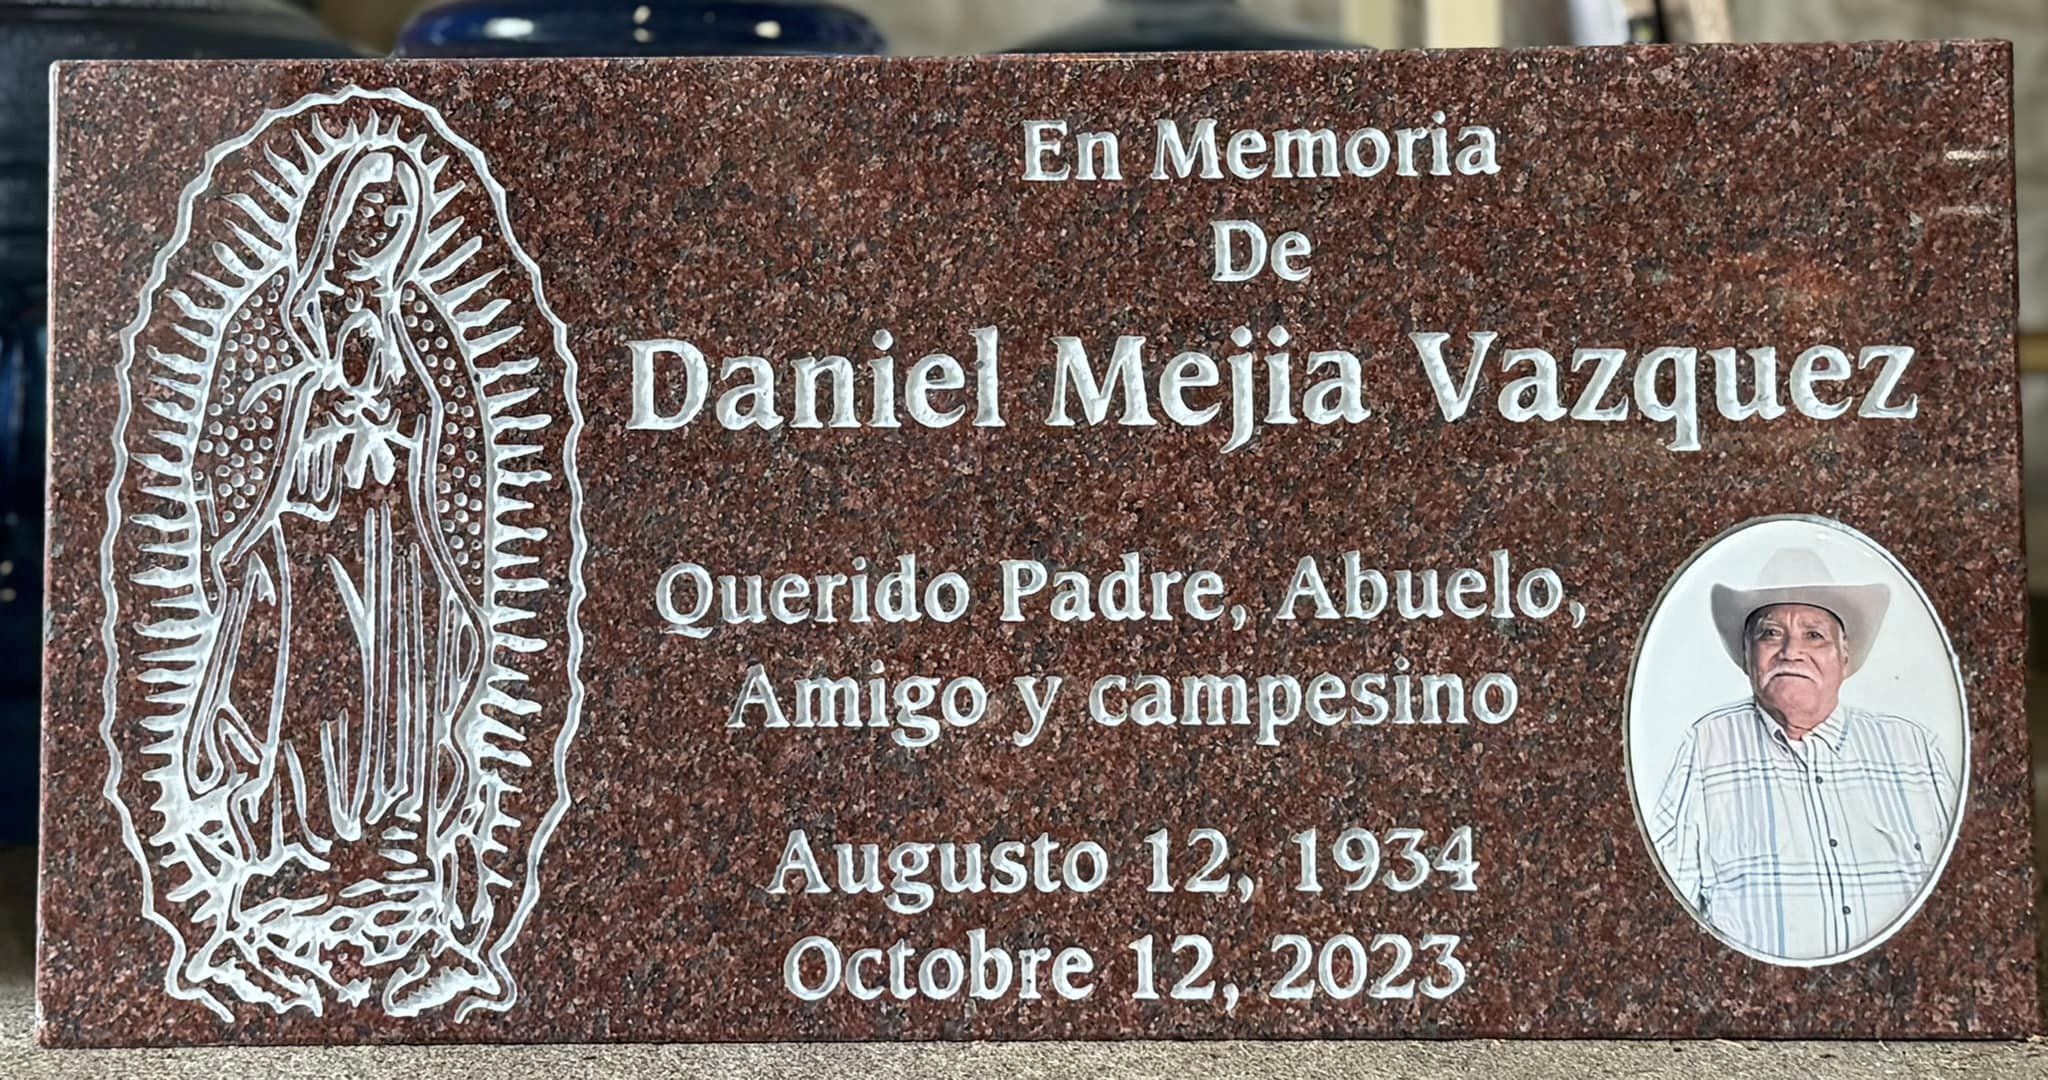 En Memoria
De
Daniel Mejia Vazquez
Querido Padre, Abuelo,
Amigo y campesino
Augusto 12, 1934
Octobre 12, 2023